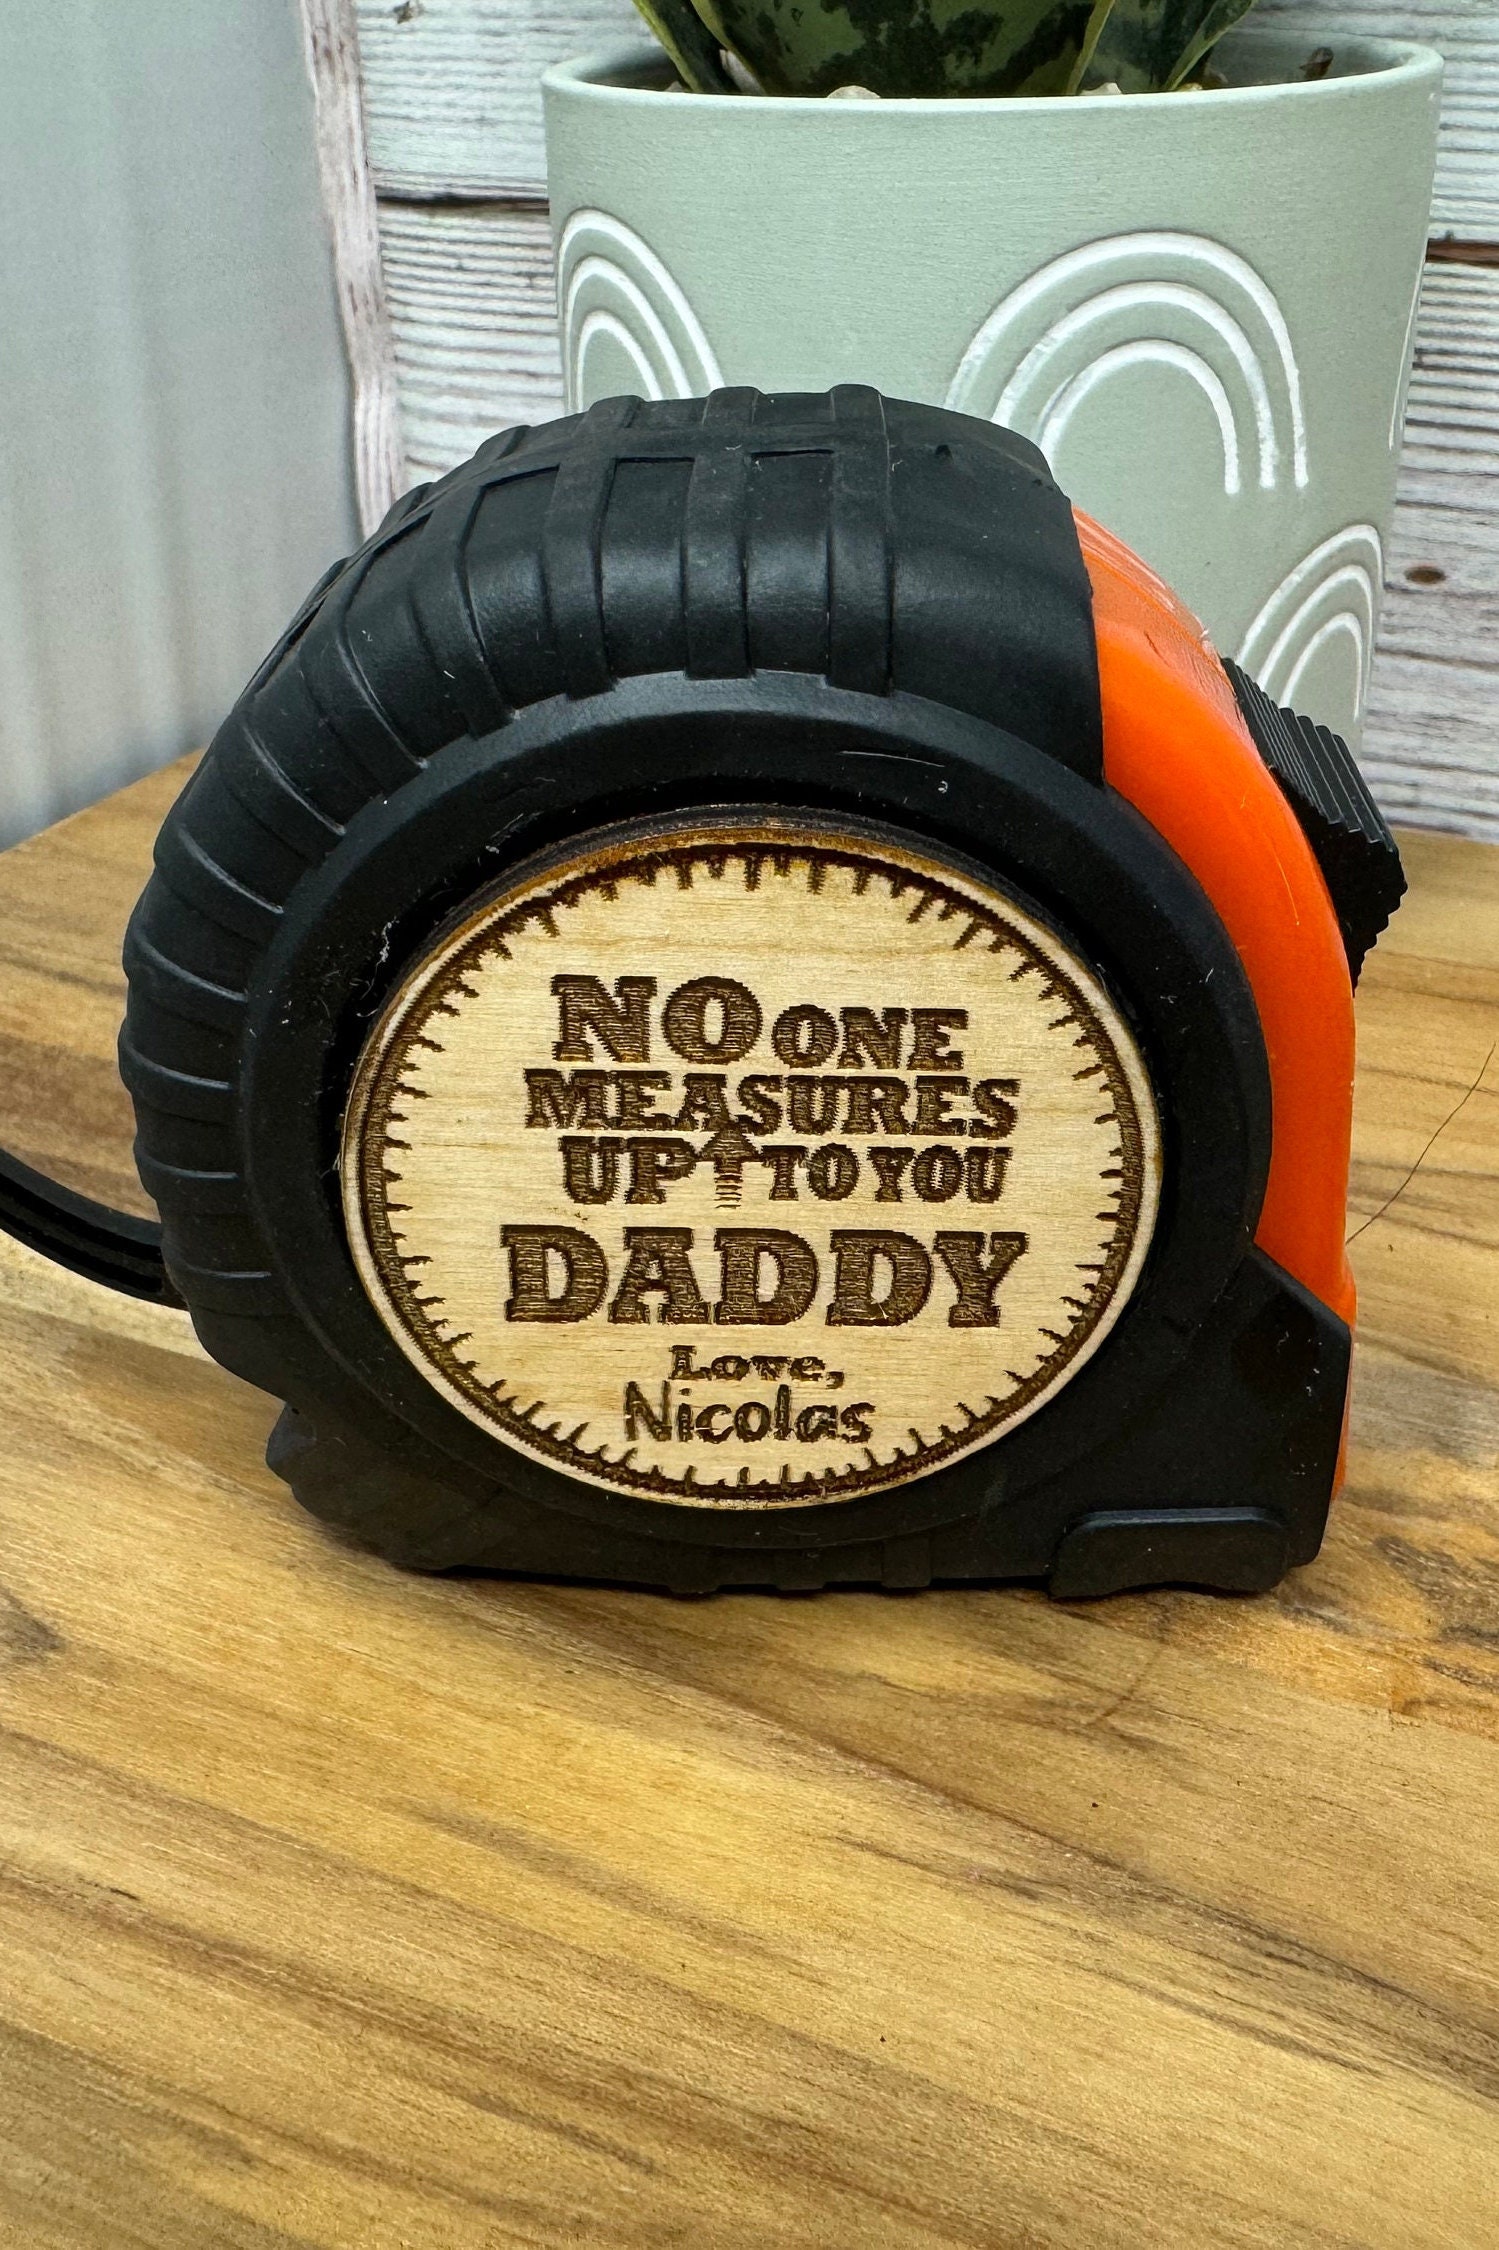 NO ONE
MEASURES
UP TO YOU
DADDY
Love,
Nicolas